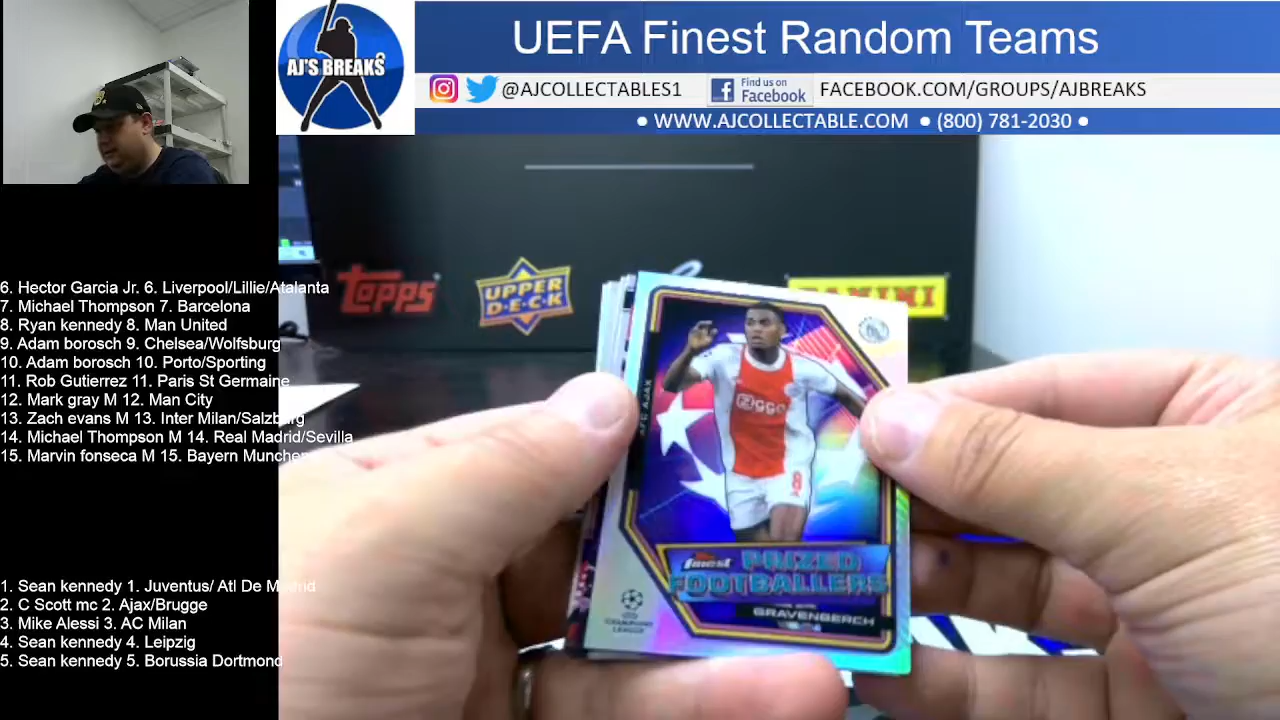 UEFA Finest Random Teams
AJ'S BREAKS
@AJCOLLECTABLES1
Find us on
Facebook
FACEBOOK.COM/GROUPS/AJBREAKS
• WWW.AJCOLLECTABLE.COM • (800) 781-2030 •
6. Hector Garcia Jr. 6. Liverpool/Lillie/Atalanta
7. Michael Thompson 7. Barcelona
8. Ryan kennedy 8. Man United
9. Adam borosch 9. Chelsea/Wolfsburg
10. Adam borosch 10. Porto/Sporting
11. Rob Gutierrez 11. Paris St Germaine
12. Mark gray M 12. Man City
13. Zach evans M 13. Inter Milan/Salzburg
14. Michael Thompson M 14. Real Madrid/Sevilla
15. Marvin fonseca M 15. Bayern Munchen
1. Sean kennedy 1. Juventus/ Atl De Madrid
2. C Scott mc 2. Ajax/Brugge
3. Mike Alessi 3. AC Milan
4. Sean kennedy 4. Leipzig
5. Sean kennedy 5. Borussia Dortmond
TOPPS
UPPER
D·E·C·K
PANINI
AFC AJAX
Ziggo
8
Topps
finest
PRIZED
FOOTBALLERS
GRAVENBERCH
UEFA
CHAMPIONS
LEAGUE